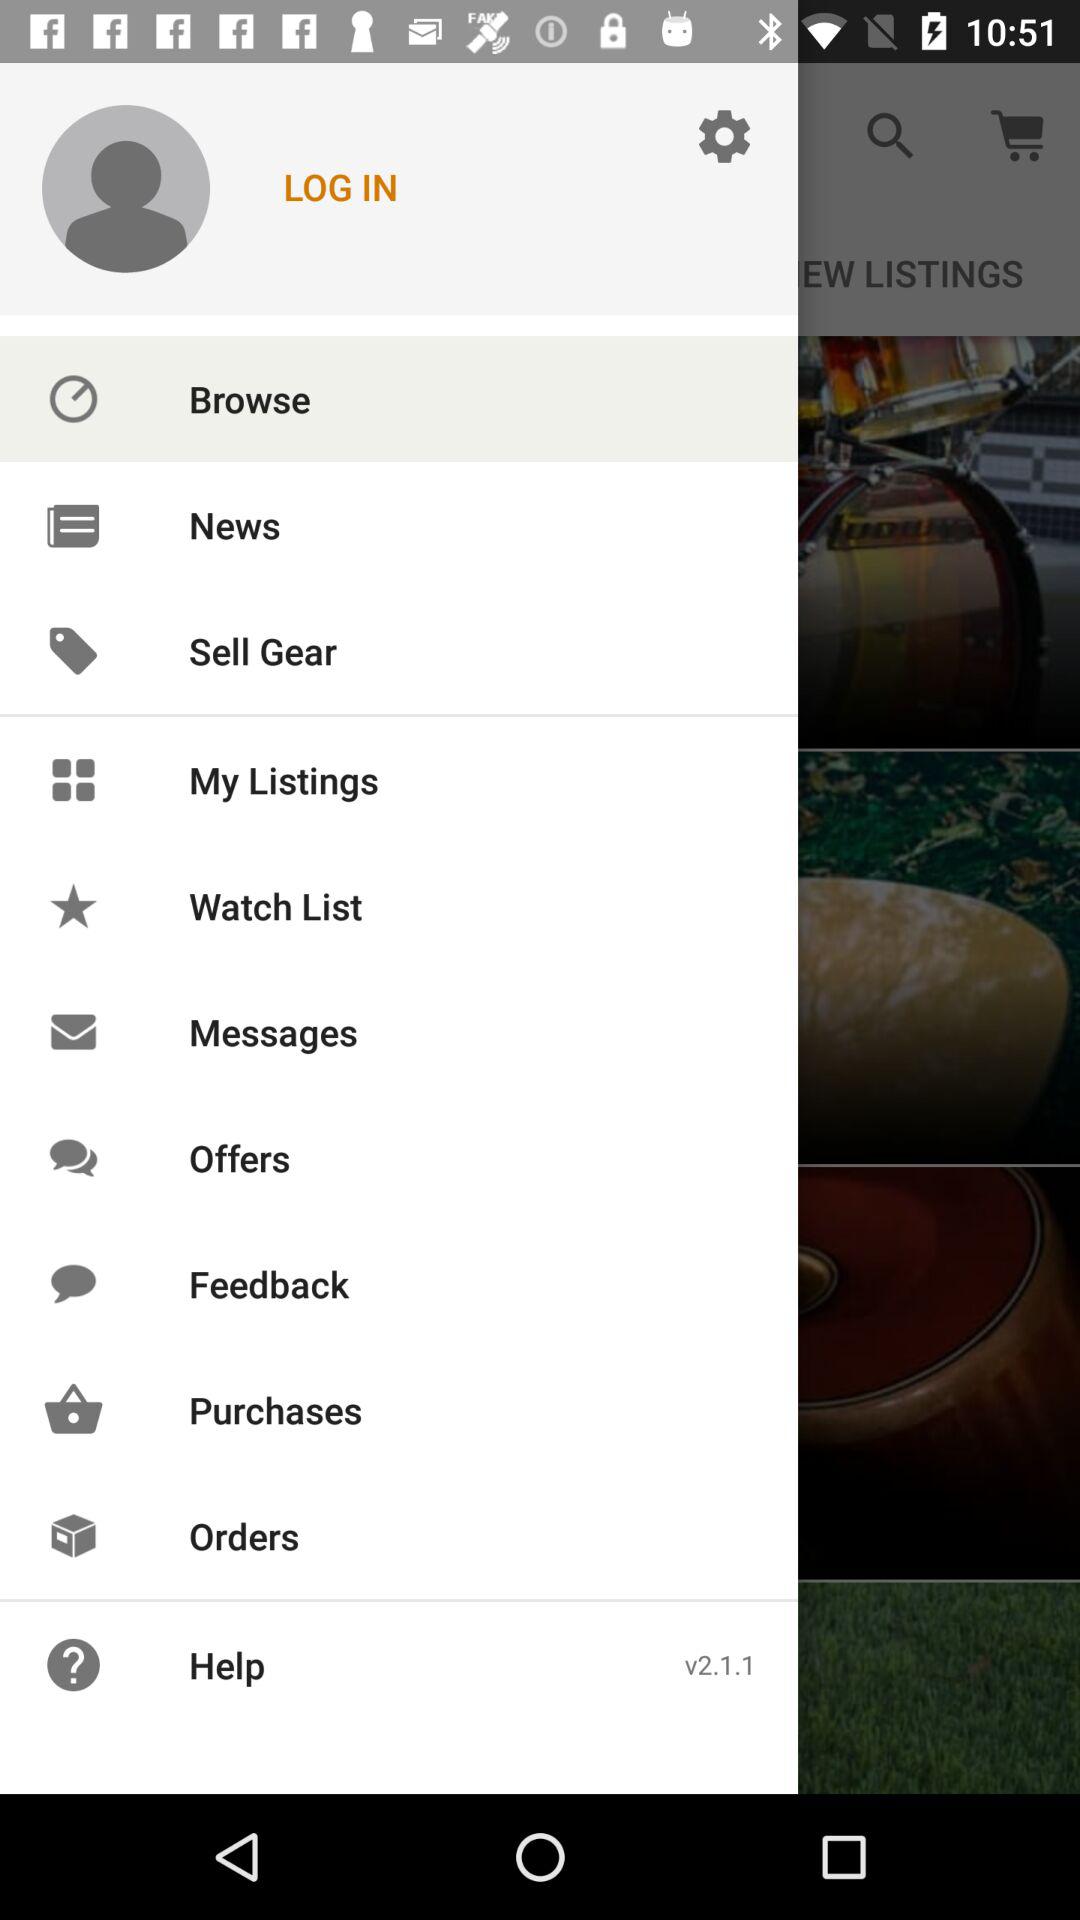 FAKE
10:51
LOG IN
EW LISTINGS
Browse
News
Sell Gear
My Listings
Watch List
Messages
Offers
Feedback
Purchases
Orders
Help
v2.1.1